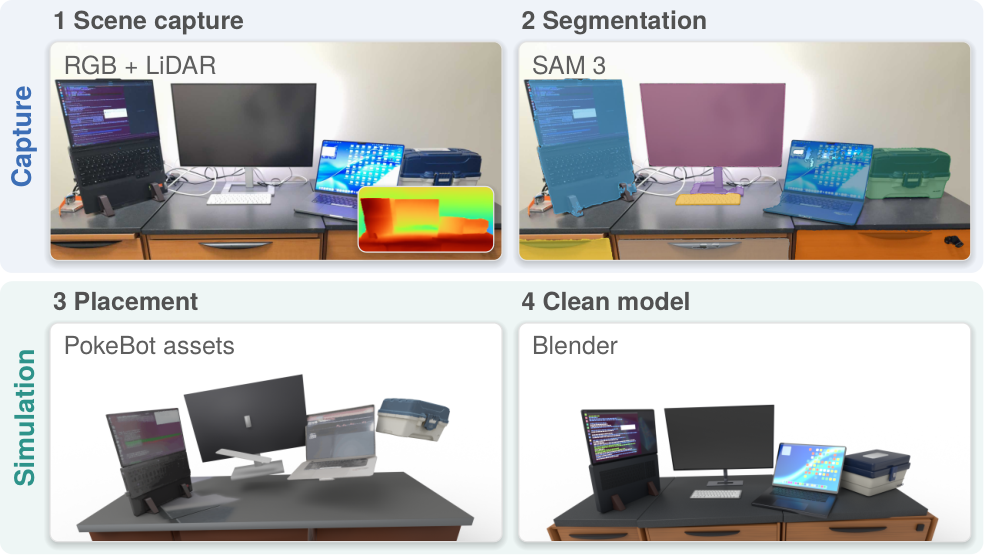 1 Scene capture
2 Segmentation
Capture
RGB + LiDAR
SAM 3
3 Placement
4 Clean model
Simulation
PokeBot assets
Blender